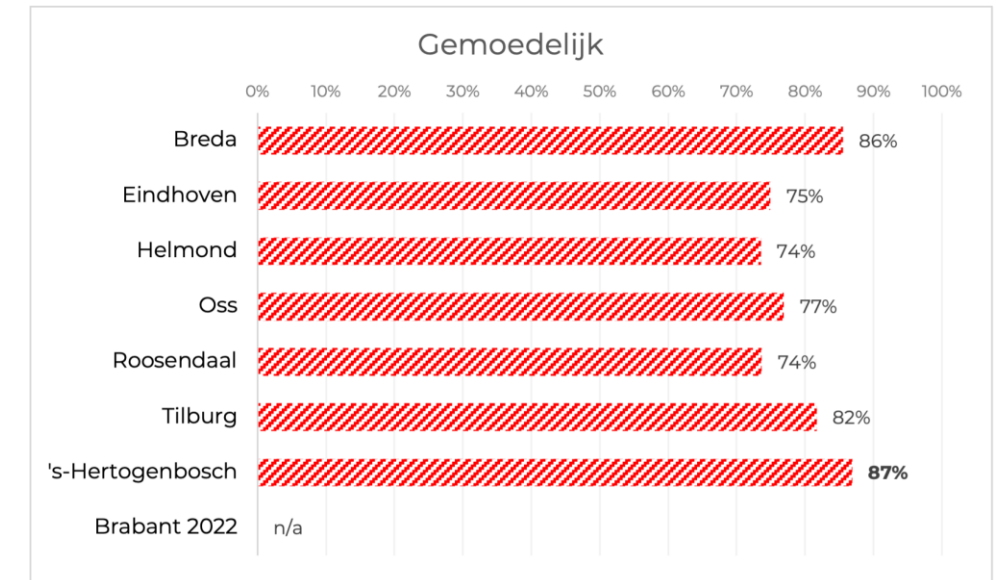 Gemoedelijk
0% 10% 20% 30% 40% 50% 60% 70% 80% 90% 100%
Breda 86%
Eindhoven 75%
Helmond 74%
Oss 77%
Roosendaal 74%
Tilburg 82%
's-Hertogenbosch 87%
Brabant 2022 n/a